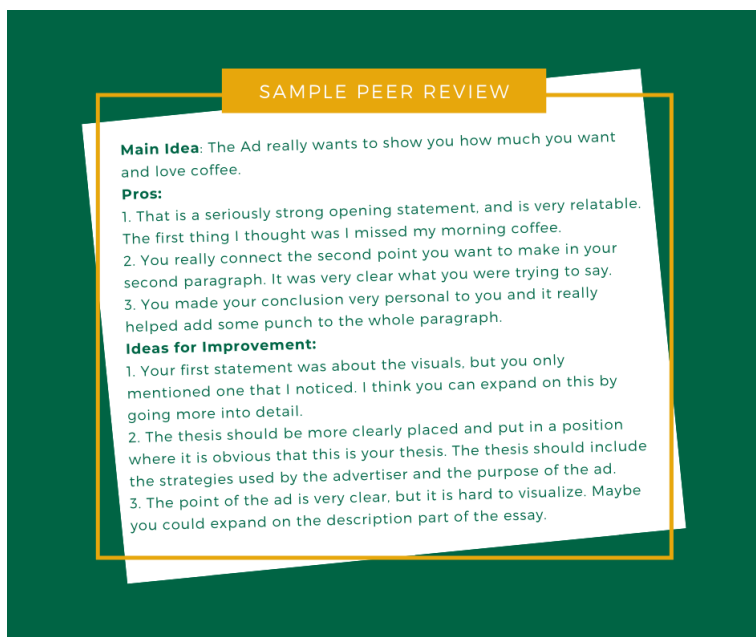 SAMPLE PEER REVIEW
Main Idea: The Ad really wants to show you how much you want
and love coffee.
Pros:
1. That is a seriously strong opening statement, and is very relatable.
The first thing I thought was I missed my morning coffee.
2. You really connect the second point you want to make in your
second paragraph. It was very clear what you were trying to say.
3. You made your conclusion very personal to you and it really
helped add some punch to the whole paragraph.
Ideas for Improvement:
1. Your first statement was about the visuals, but you only
mentioned one that I noticed. I think you can expand on this by
going more into detail.
2. The thesis should be more clearly placed and put in a position
where it is obvious that this is your thesis. The thesis should include
the strategies used by the advertiser and the purpose of the ad.
3. The point of the ad is very clear, but it is hard to visualize. Maybe
you could expand on the description part of the essay.